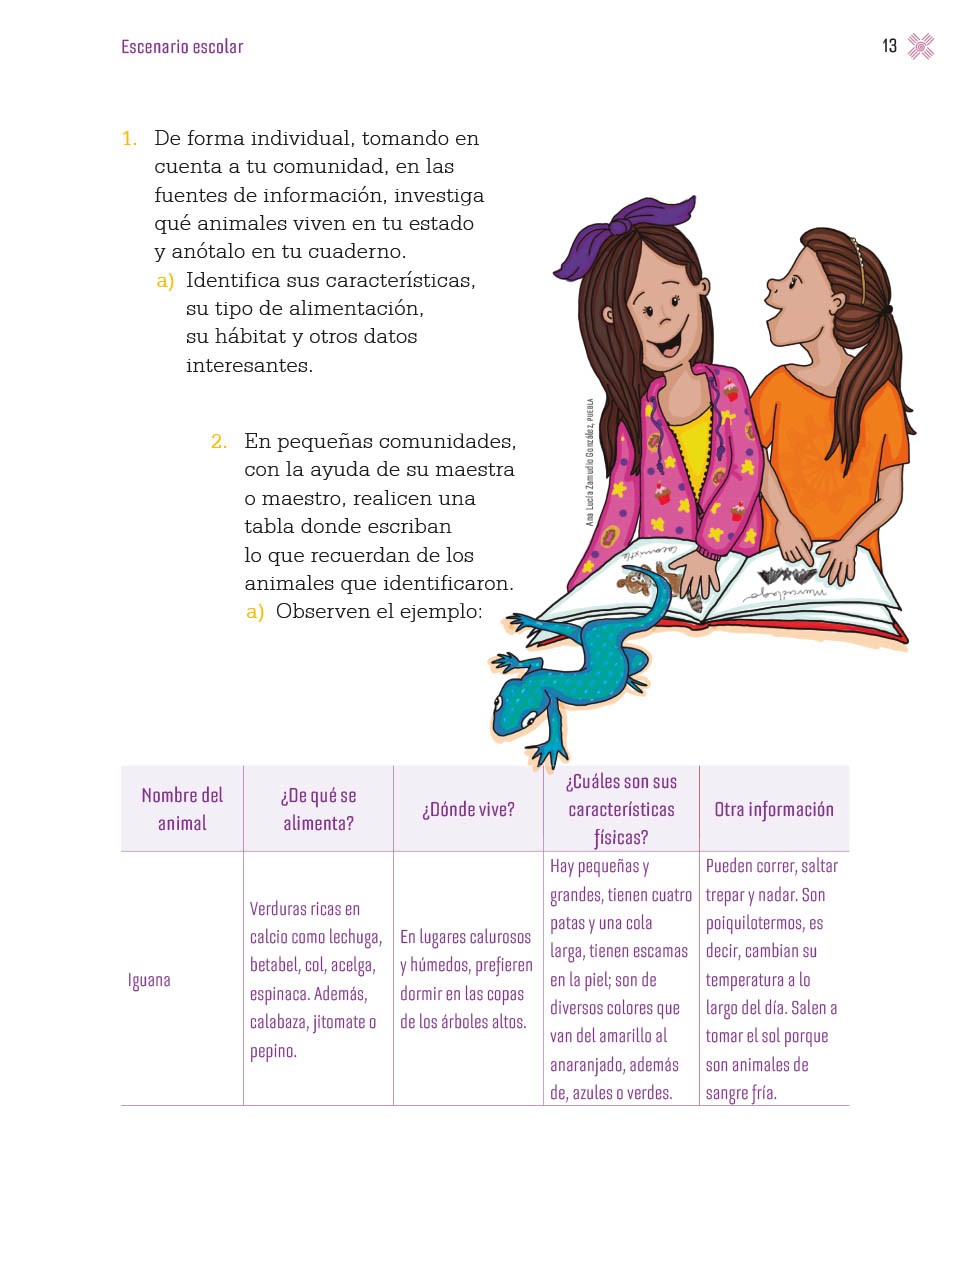 Escenario escolar
13
1. De forma individual, tomando en
cuenta a tu comunidad, en las
fuentes de información, investiga
qué animales viven en tu estado
y anótalo en tu cuaderno.
a) Identifica sus características,
su tipo de alimentación,
su hábitat y otros datos
interesantes.
2. En pequeñas comunidades,
con la ayuda de su maestra
o maestro, realicen una
tabla donde escriban
lo que recuerdan de los
animales que identificaron.
a) Observen el ejemplo:
Ana Lucía Zamudio González, PUEBLA
Cacomixtle
Murciélago
Nombre del
animal
¿De qué se
alimenta?
¿Dónde vive?
¿Cuáles son sus
características
físicas?
Otra información
Iguana
Verduras ricas en
calcio como lechuga,
betabel, col, acelga,
espinaca. Además,
calabaza, jitomate o
pepino.
En lugares calurosos
y húmedos, prefieren
dormir en las copas
de los árboles altos.
Hay pequeñas y
grandes, tienen cuatro
patas y una cola
larga, tienen escamas
en la piel; son de
diversos colores que
van del amarillo al
anaranjado, además
de, azules o verdes.
Pueden correr, saltar
trepar y nadar. Son
poiquilotermos, es
decir, cambian su
temperatura a lo
largo del día. Salen a
tomar el sol porque
son animales de
sangre fría.